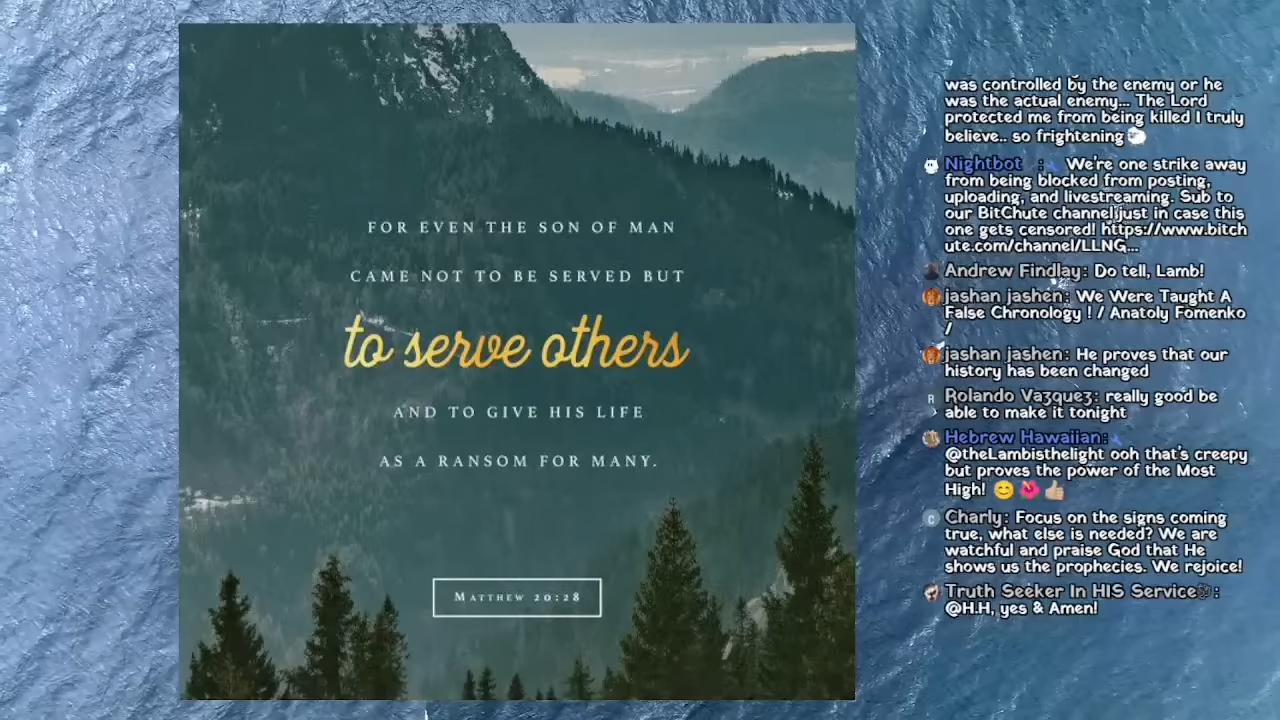 FOR EVEN THE SON OF MAN
CAME NOT TO BE SERVED BUT
to serve others
AND TO GIVE HIS LIFE
AS A RANSOM FOR MANY.
MATTHEW 20:28
was controlled by the enemy or he
was the actual enemy... The Lord
protected me from being killed I truly
believe.. so frightening
Nightbot : We're one strike away
from being blocked from posting,
uploading, and livestreaming. Sub to
our BitChute channel just in case this
one gets censored! https://www.bitch
ute.com/channel/LLNG...
Andrew Findlay: Do tell, Lamb!
jashan jashen: We Were Taught A
False Chronology ! / Anatoly Fomenko
/
jashan jashen: He proves that our
history has been changed
R Rolando Vazquez: really good be
able to make it tonight
Hebrew Hawaiian:
@theLambisthelight ooh that's creepy
but proves the power of the Most
High! 😊🌺👍🏼
C Charly: Focus on the signs coming
true, what else is needed? We are
watchful and praise God that He
shows us the prophecies. We rejoice!
Truth Seeker In HIS Service:
@H.H, yes & Amen!